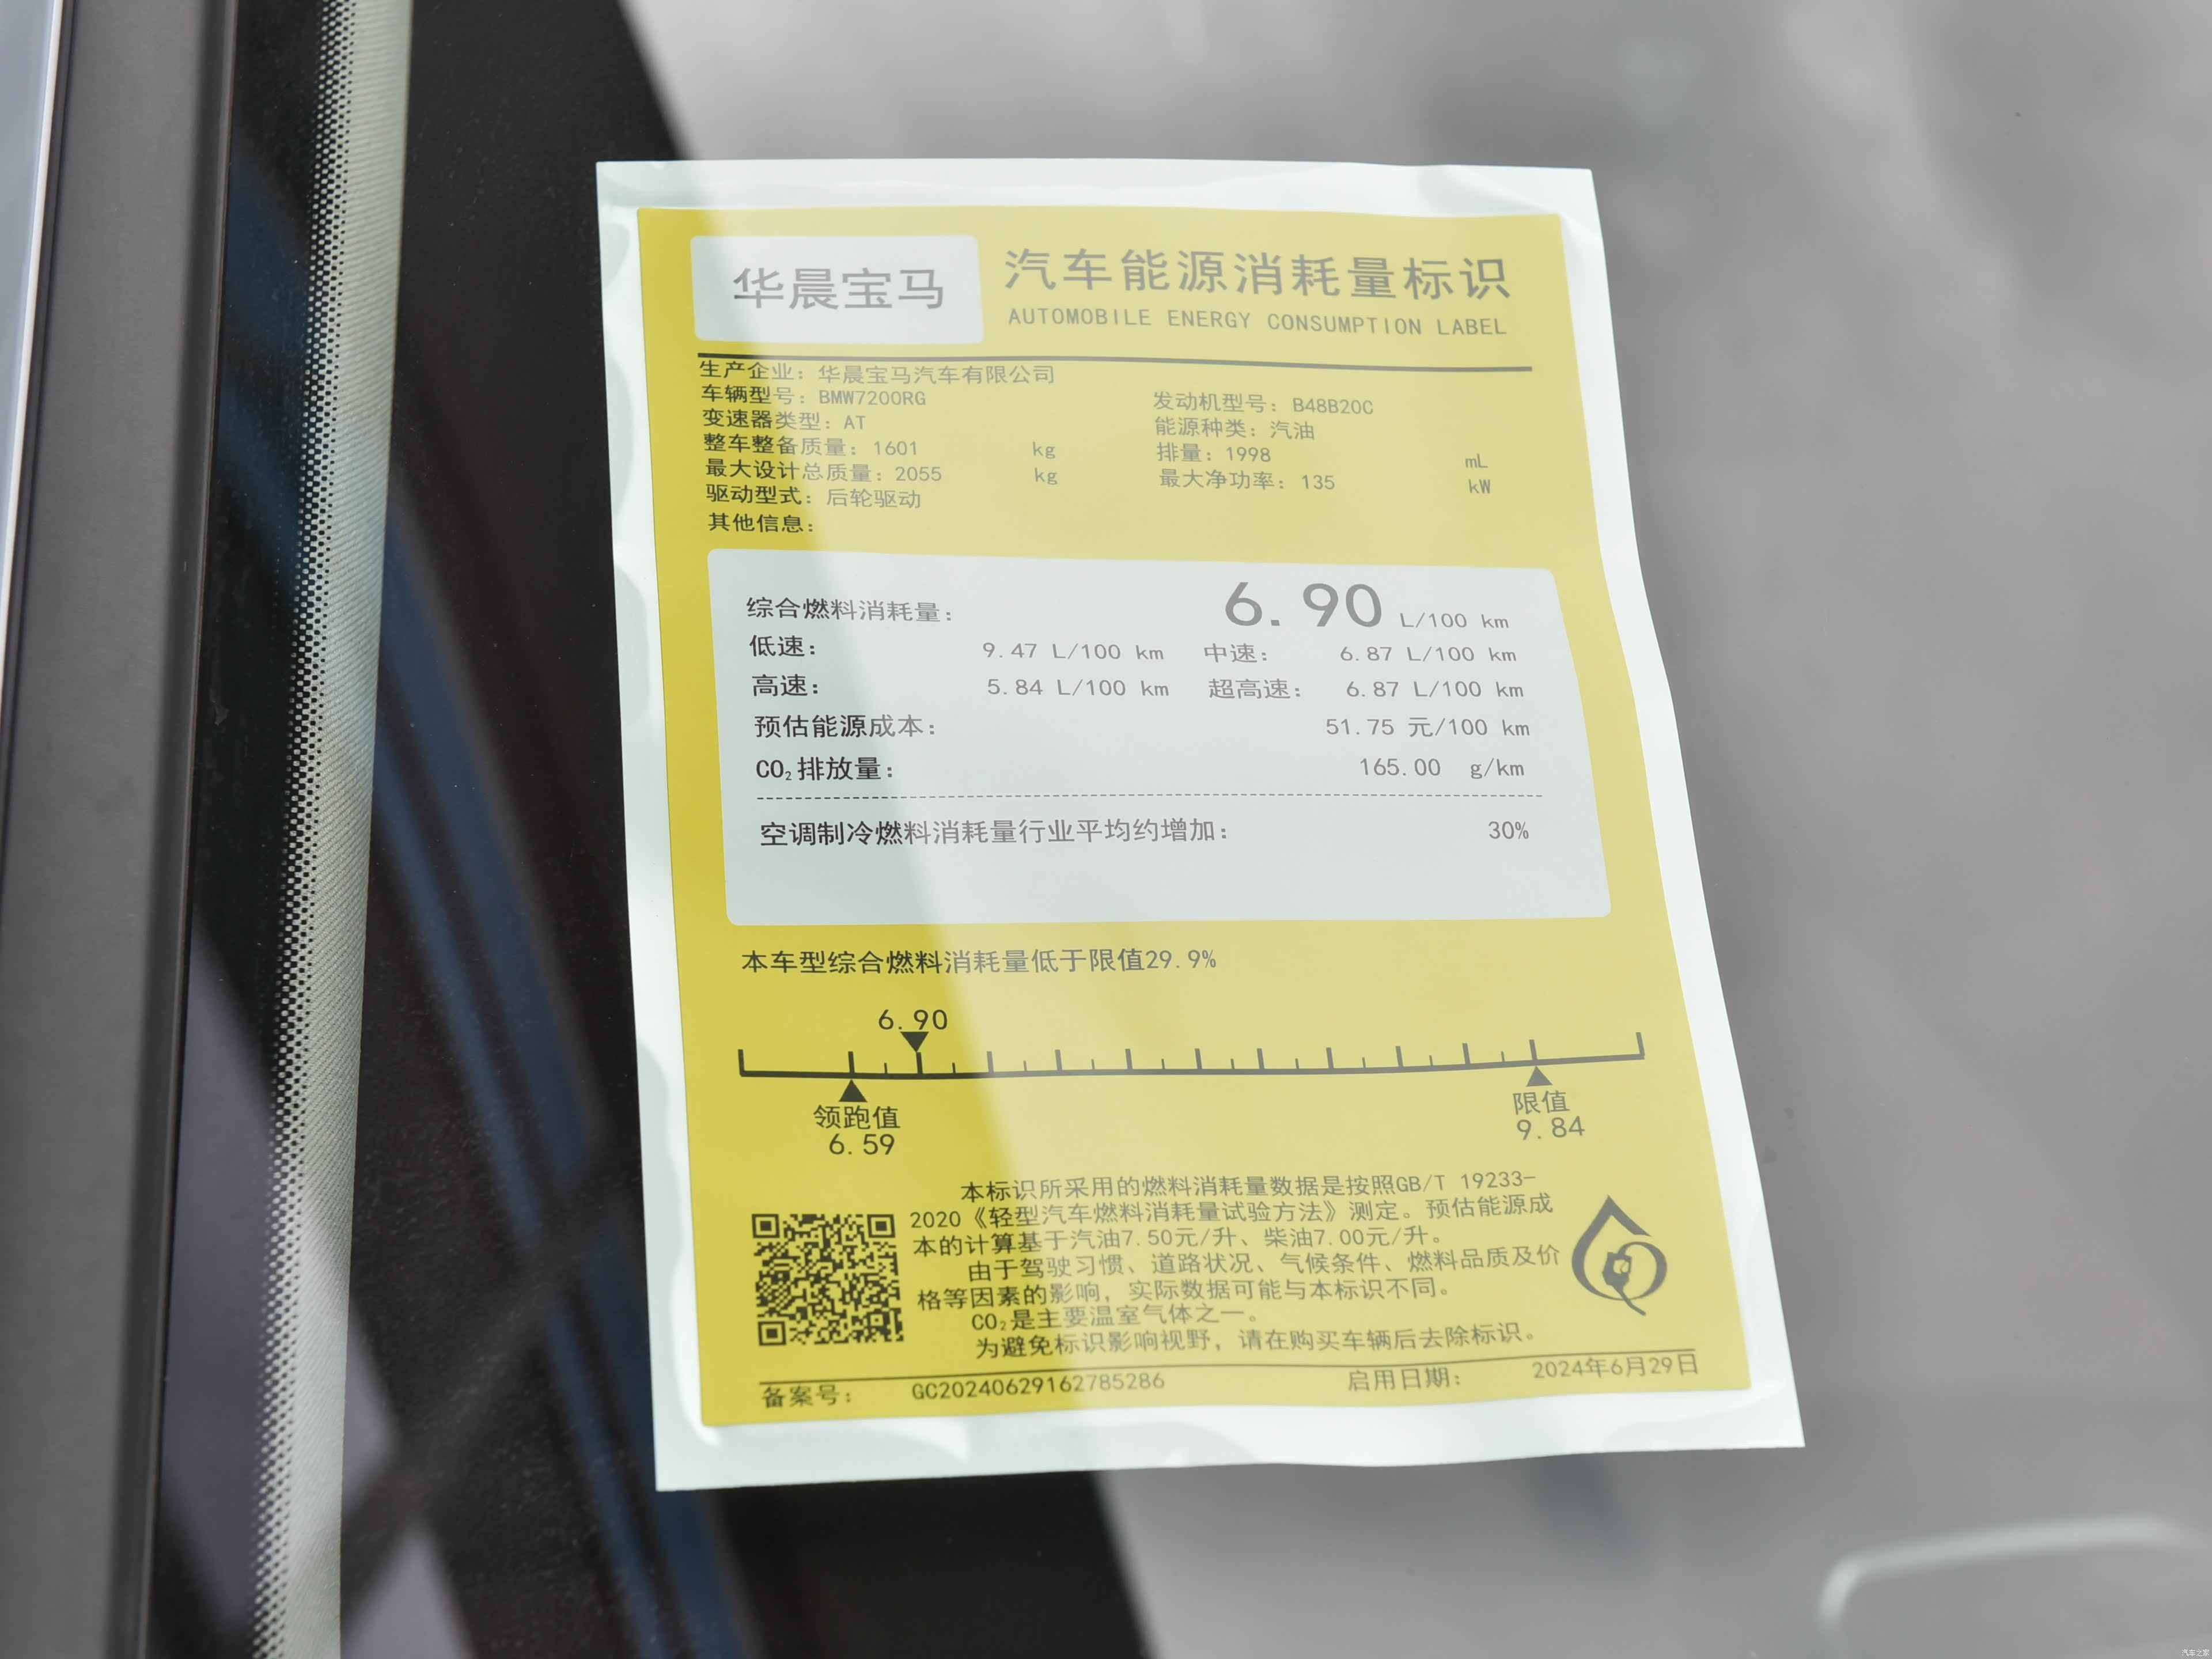 华晨宝马
汽车能源消耗量标识
AUTOMOBILE ENERGY CONSUMPTION LABEL
生产企业：华晨宝马汽车有限公司
车辆型号：BMW7200RG 发动机型号：B48B20C
变速器类型：AT 能源种类：汽油
整车整备质量：1601 kg 排量：1998 mL
最大设计总质量：2055 kg 最大净功率：135 kW
驱动型式：后轮驱动
其他信息：
综合燃料消耗量： 6.90 L/100 km
低速： 9.47 L/100 km 中速： 6.87 L/100 km
高速： 5.84 L/100 km 超高速： 6.87 L/100 km
预估能源成本： 51.75 元/100 km
CO₂排放量： 165.00 g/km
空调制冷燃料消耗量行业平均约增加： 30%
本车型综合燃料消耗量低于限值29.9%
6.90
领跑值 限值
6.59 9.84
本标识所采用的燃料消耗量数据是按照GB/T 19233-
2020《轻型汽车燃料消耗量试验方法》测定。预估能源成
本的计算基于汽油7.50元/升、柴油7.00元/升。
由于驾驶习惯、道路状况、气候条件、燃料品质及价
格等因素的影响，实际数据可能与本标识不同。
CO₂是主要温室气体之一。
为避免标识影响视野，请在购买车辆后去除标识。
备案号： GC20240629162785286 启用日期： 2024年6月29日
汽车之家